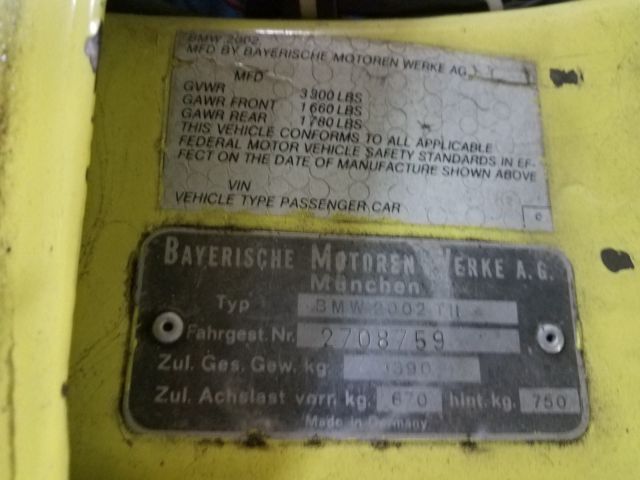 BMW 2002
MFD BY BAYERISCHE MOTOREN WERKE AG
MFD
GVWR 3300 LBS
GAWR FRONT 1660 LBS
GAWR REAR 1780 LBS
THIS VEHICLE CONFORMS TO ALL APPLICABLE
FEDERAL MOTOR VEHICLE SAFETY STANDARDS IN EF-
FECT ON THE DATE OF MANUFACTURE SHOWN ABOVE
VIN
VEHICLE TYPE PASSENGER CAR
BAYERISCHE MOTOREN WERKE A.G.
München
Typ BMW 2002 TII
Fahrgest. Nr. 2708759
Zul. Ges. Gew. kg 1390
Zul. Achslast vorn kg. 670 hint. kg. 750
Made in Germany